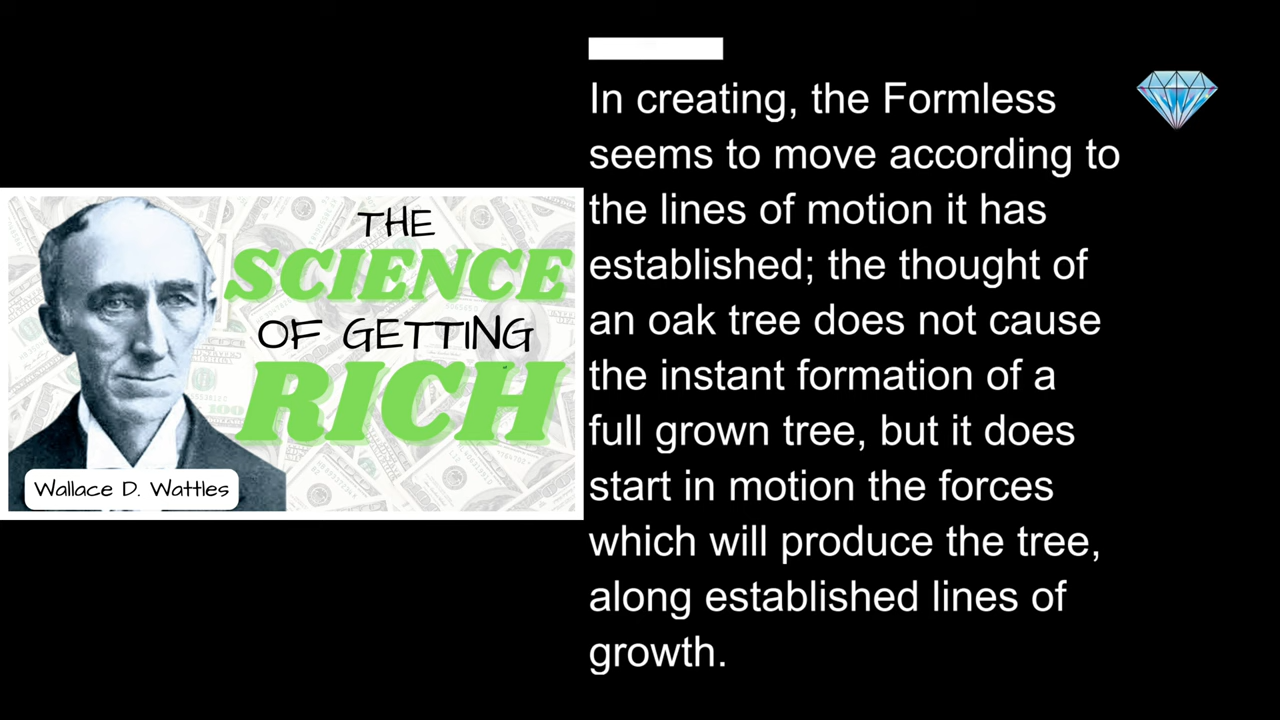 THE
SCIENCE
OF GETTING
RICH
Wallace D. Wattles
In creating, the Formless
seems to move according to
the lines of motion it has
established; the thought of
an oak tree does not cause
the instant formation of a
full grown tree, but it does
start in motion the forces
which will produce the tree,
along established lines of
growth.